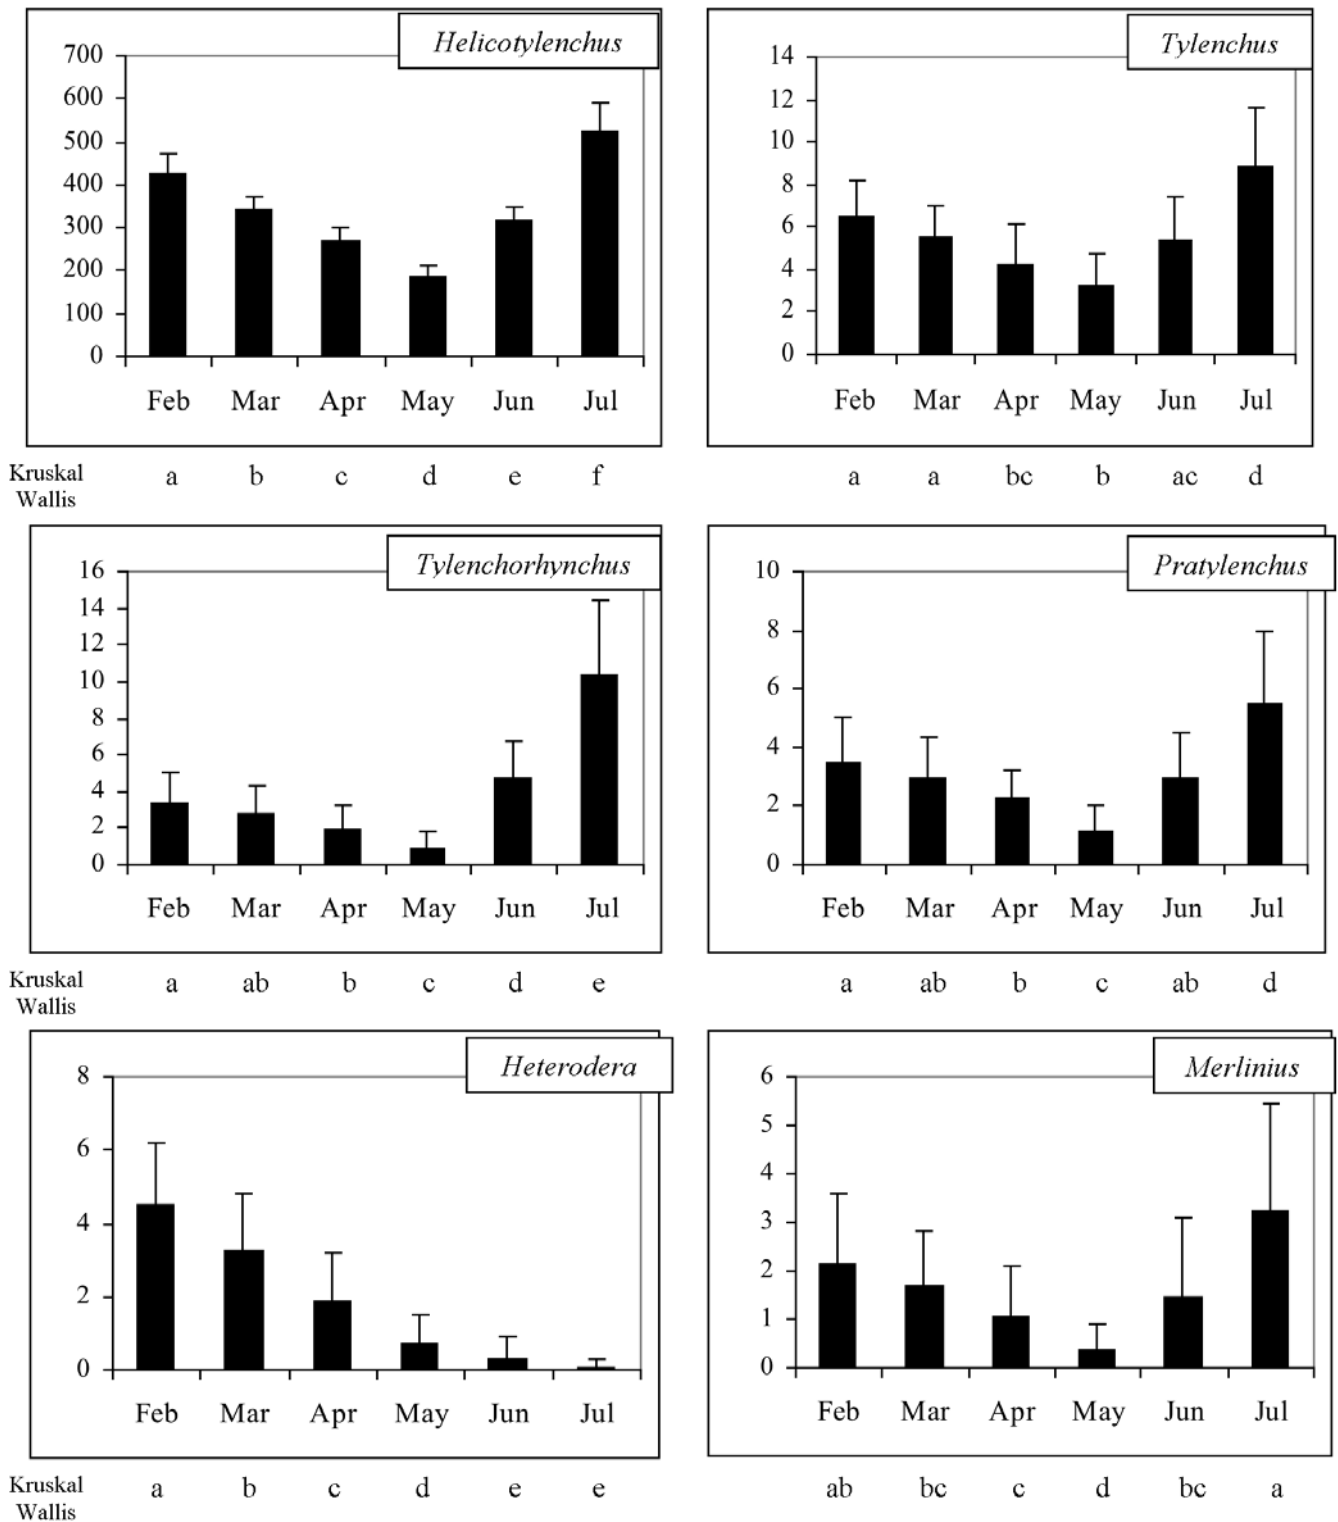 Helicotylenchus
700
600
500
400
300
200
100
0
Feb Mar Apr May Jun Jul
Kruskal
Wallis
a b c d e f
Tylenchus
14
12
10
8
6
4
2
0
Feb Mar Apr May Jun Jul
a a bc b ac d
Tylenchorhynchus
16
14
12
10
8
6
4
2
0
Feb Mar Apr May Jun Jul
Kruskal
Wallis
a ab b c d e
Pratylenchus
10
8
6
4
2
0
Feb Mar Apr May Jun Jul
a ab b c ab d
Heterodera
8
6
4
2
0
Feb Mar Apr May Jun Jul
Kruskal
Wallis
a b c d e e
Merlinius
6
5
4
3
2
1
0
Feb Mar Apr May Jun Jul
ab bc c d bc a